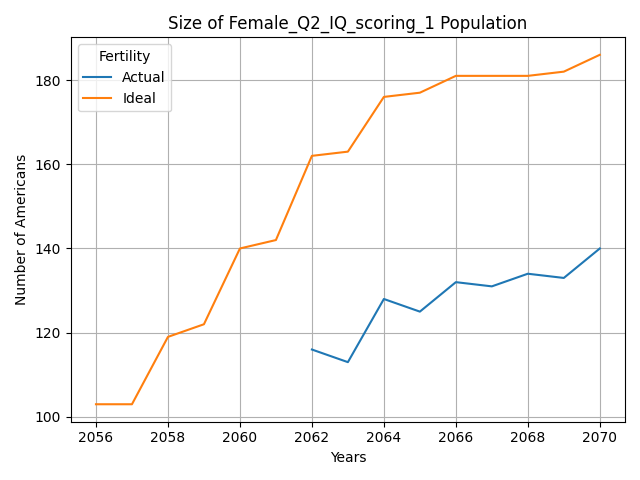 Size of Female_Q2_IQ_scoring_1 Population
Fertility
Actual
Ideal
Number of Americans
180
160
140
120
100
2056 2058 2060 2062 2064 2066 2068 2070
Years